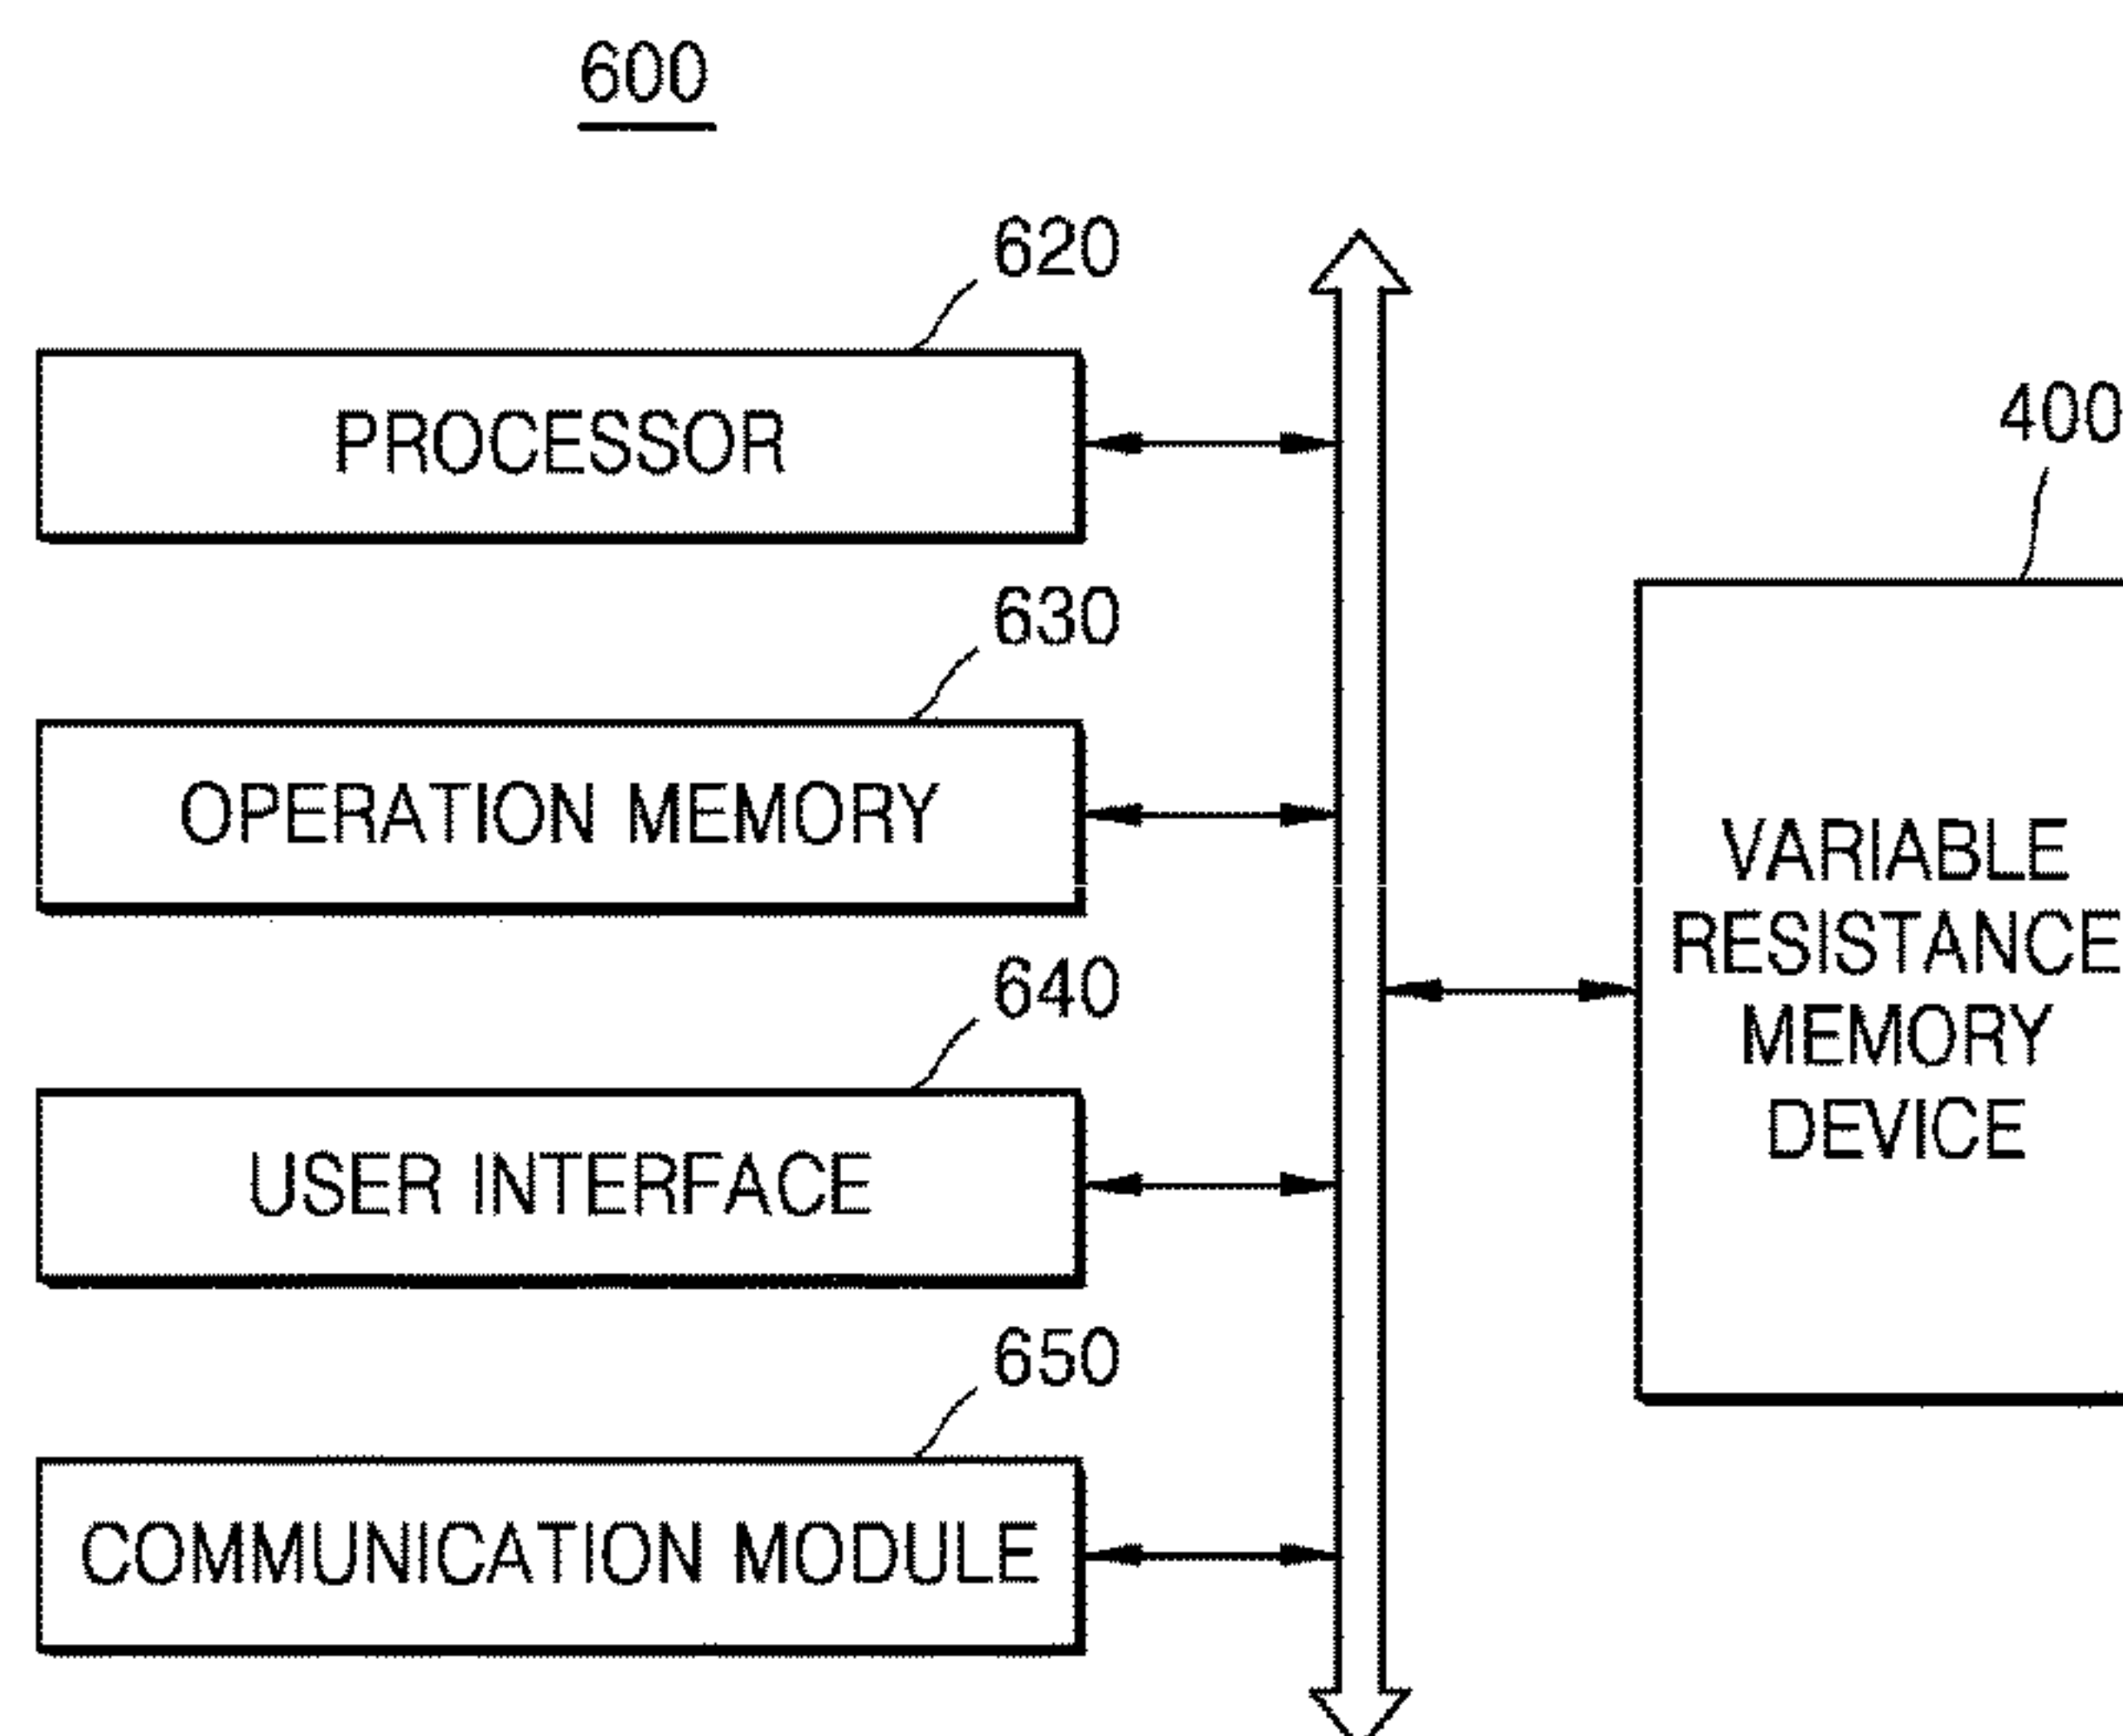 600
620
PROCESSOR
400
630
OPERATION MEMORY
VARIABLE
RESISTANCE
MEMORY
DEVICE
640
USER INTERFACE
650
COMMUNICATION MODULE